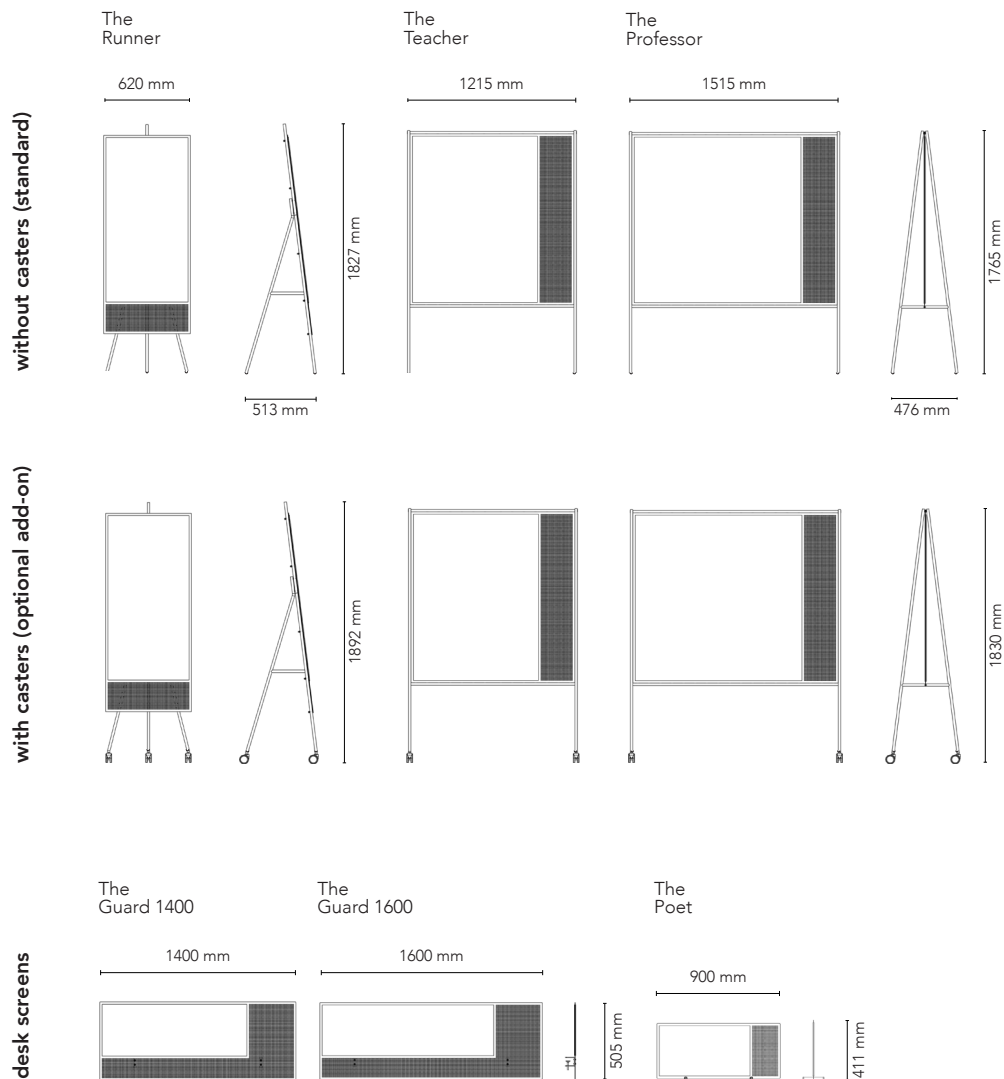 The
Runner
The
Teacher
The
Professor
620 mm
1215 mm
1515 mm
without casters (standard)
1827 mm
1765 mm
513 mm
476 mm
with casters (optional add-on)
1892 mm
1830 mm
The
Guard 1400
The
Guard 1600
The
Poet
1400 mm
1600 mm
900 mm
desk screens
505 mm
411 mm